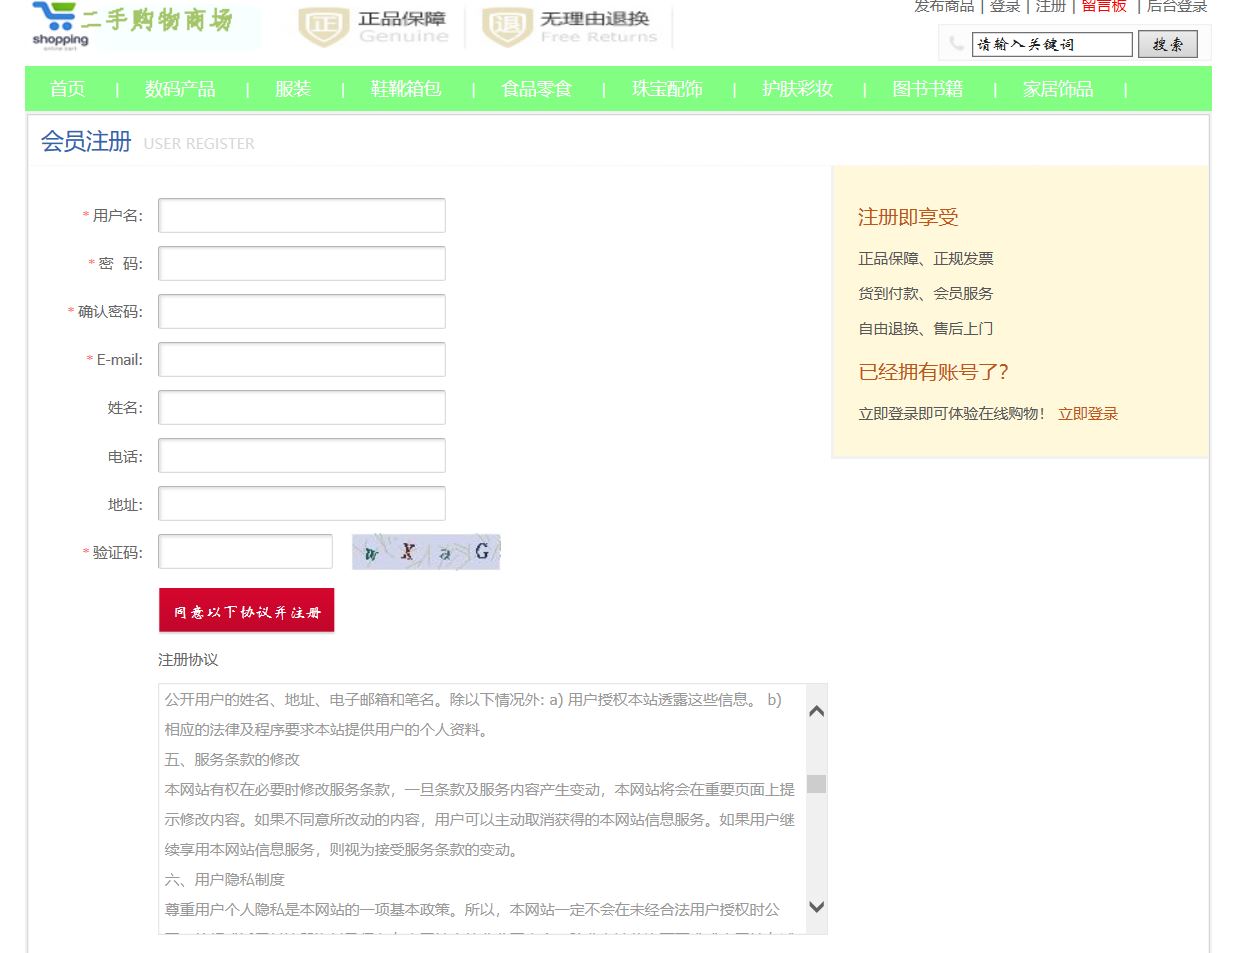 二手购物商场
shopping
online cart
正品保障
Genuine
无理由退换
Free Returns
发布商品 | 登录 | 注册 | 留言板 | 后台登录
请输入关键词
搜索
首页 | 数码产品 | 服装 | 鞋靴箱包 | 食品零食 | 珠宝配饰 | 护肤彩妆 | 图书书籍 | 家居饰品 |
会员注册 USER REGISTER
* 用户名:
* 密 码:
* 确认密码:
* E-mail:
姓名:
电话:
地址:
* 验证码:
w X a G
同意以下协议并注册
注册即享受
正品保障、正规发票
货到付款、会员服务
自由退换、售后上门
已经拥有账号了?
立即登录即可体验在线购物! 立即登录
注册协议
公开用户的姓名、地址、电子邮箱和笔名。除以下情况外: a) 用户授权本站透露这些信息。 b)
相应的法律及程序要求本站提供用户的个人资料。
五、服务条款的修改
本网站有权在必要时修改服务条款，一旦条款及服务内容产生变动，本网站将会在重要页面上提
示修改内容。如果不同意所改动的内容，用户可以主动取消获得的本网站信息服务。如果用户继
续享用本网站信息服务，则视为接受服务条款的变动。
六、用户隐私制度
尊重用户个人隐私是本网站的一项基本政策。所以，本网站一定不会在未经合法用户授权时公